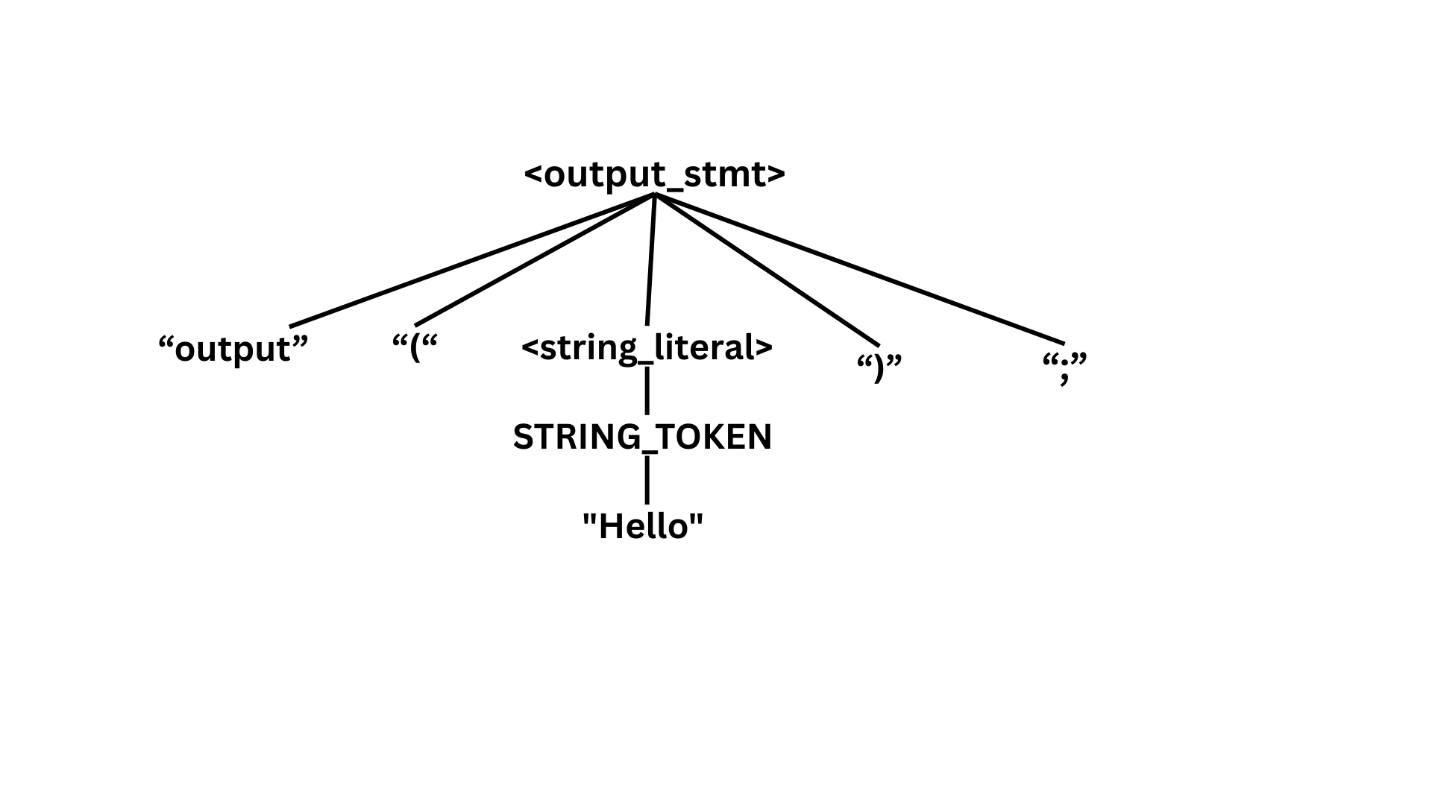 <output_stmt>
“output” “(“ <string_literal> “)” “;”
STRING_TOKEN
"Hello"